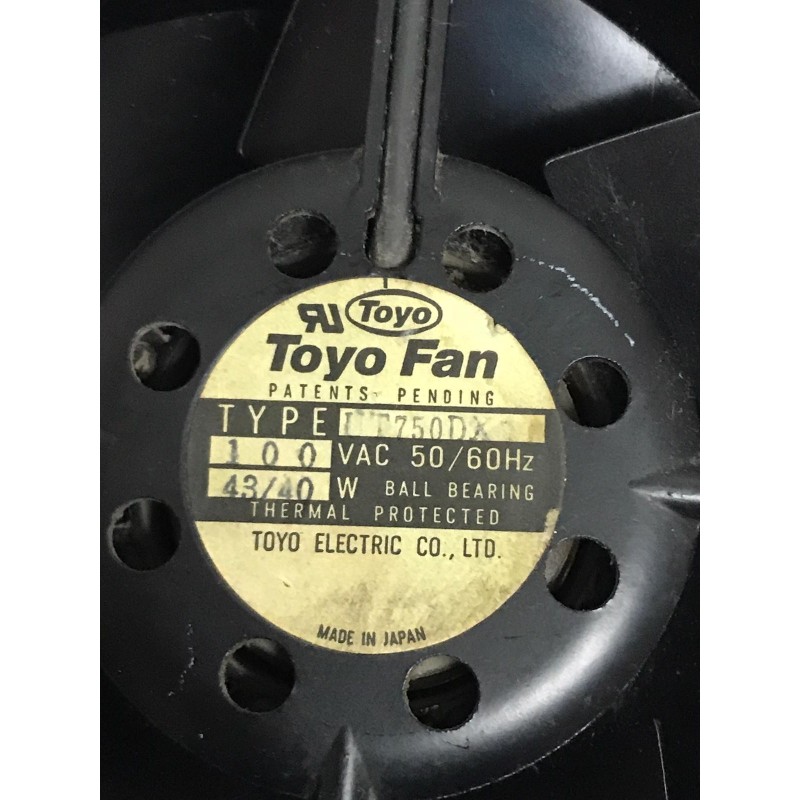 Toyo
Toyo Fan
PATENTS PENDING
TYPE
100 VAC 50/60Hz
43/40 W BALL BEARING
THERMAL PROTECTED
TOYO ELECTRIC CO., LTD.
MADE IN JAPAN